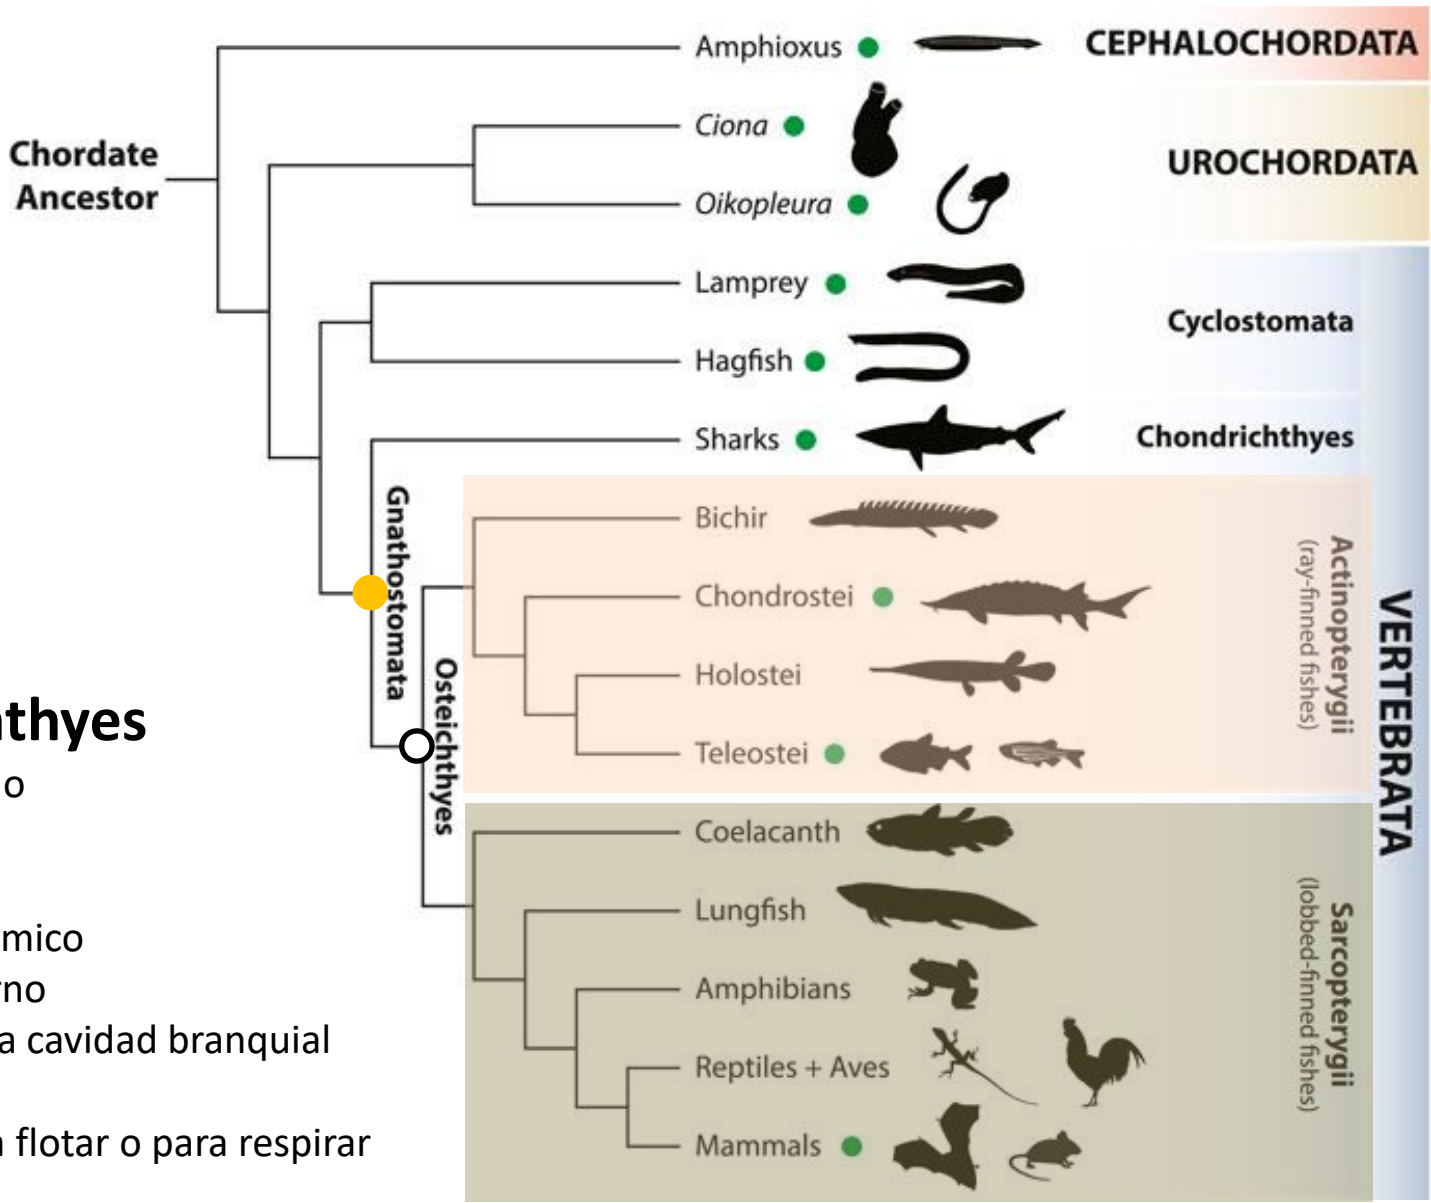 Amphioxus
CEPHALOCHORDATA
Chordate
Ancestor
Ciona
Oikopleura
UROCHORDATA
Lamprey
Hagfish
Cyclostomata
Sharks
Chondrichthyes
Gnathostomata
Osteichthyes
Bichir
Chondrostei
Holostei
Teleostei
Actinopterygii
(ray-finned fishes)
VERTEBRATA
Coelacanth
Lungfish
Amphibians
Reptiles + Aves
Mammals
Sarcopterygii
(lobbed-finned fishes)
thyes
o
mico
rno
a cavidad branquial
flotar o para respirar